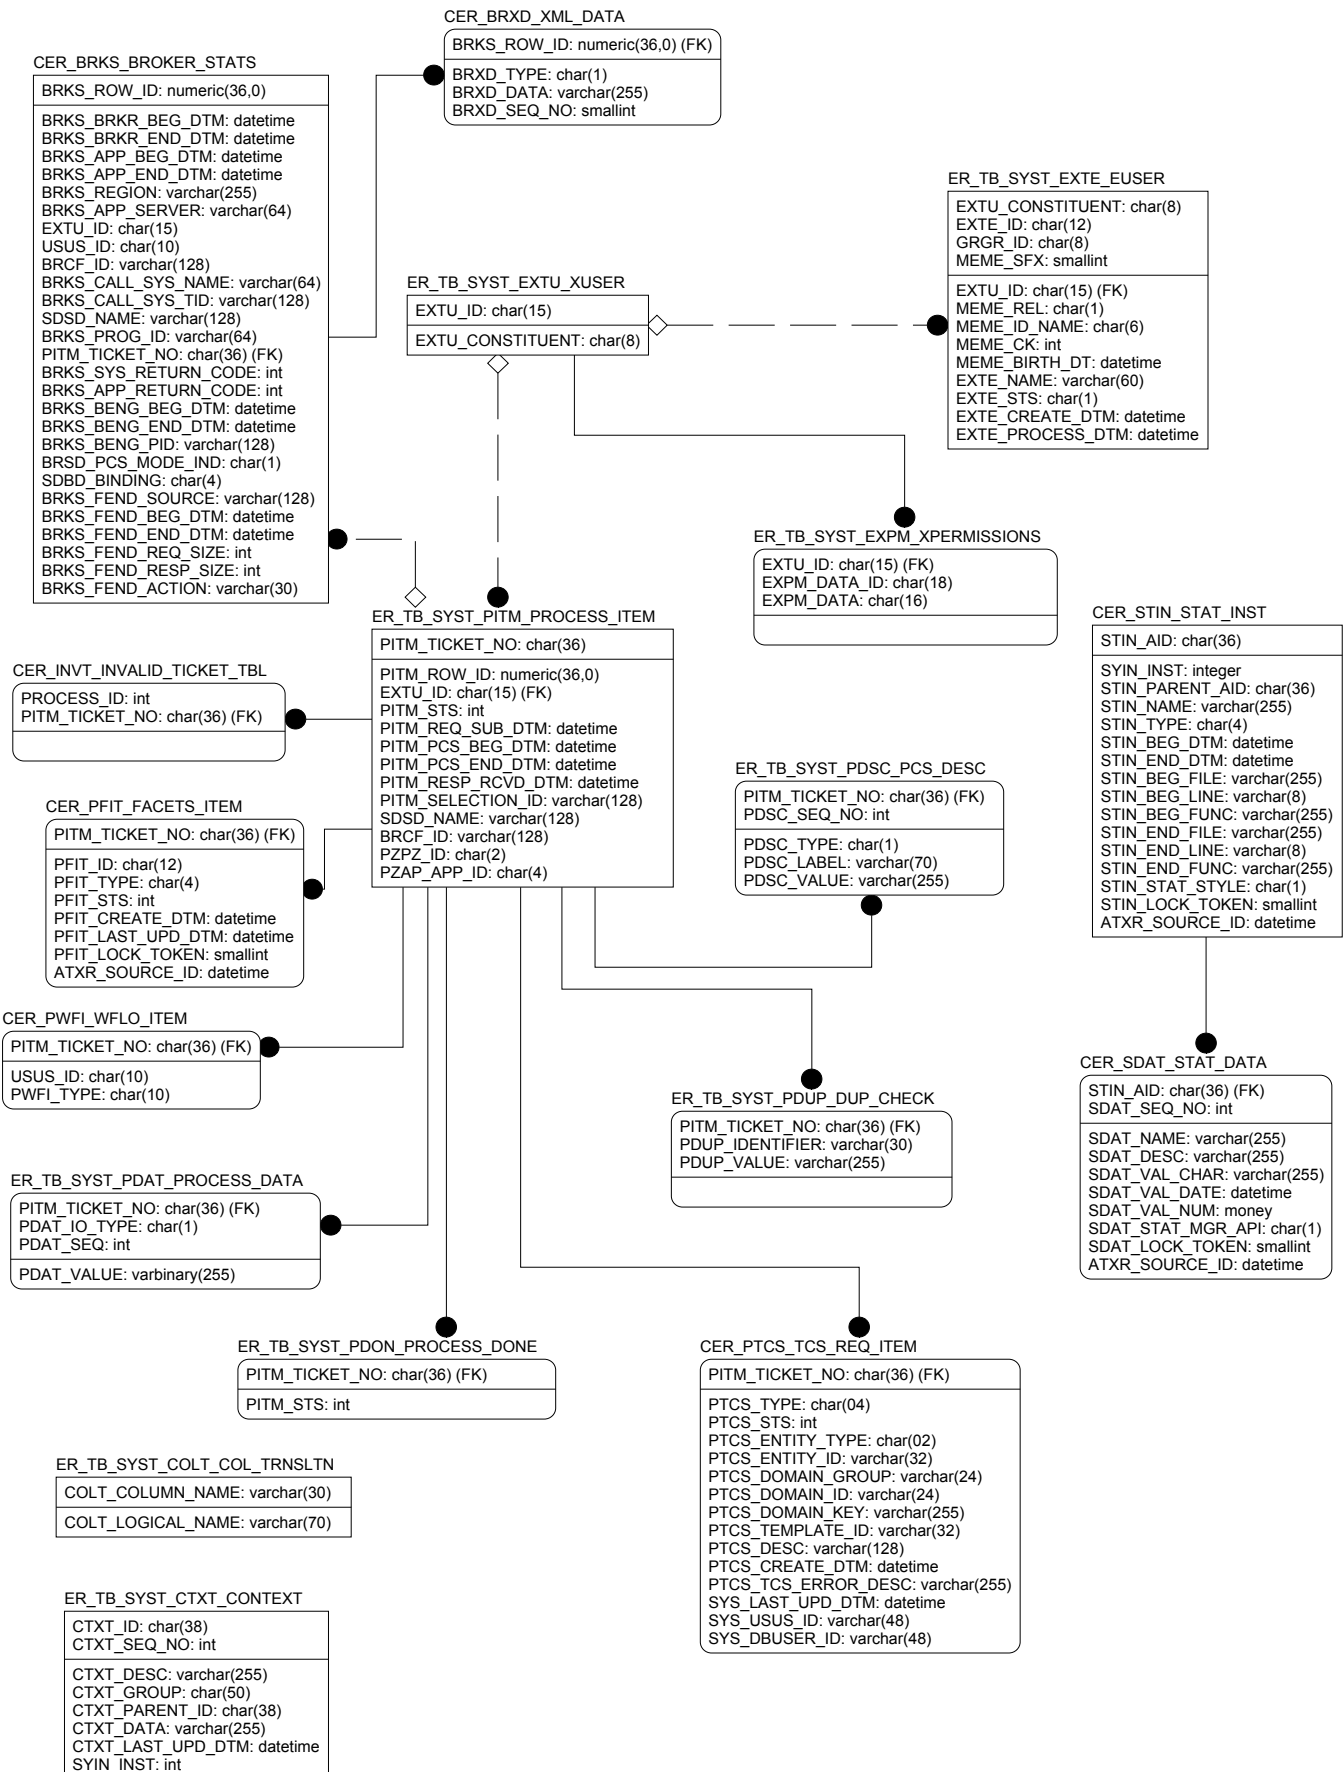 CER_BRXD_XML_DATA
BRKS_ROW_ID: numeric(36,0) (FK)
BRXD_TYPE: char(1)
BRXD_DATA: varchar(255)
BRXD_SEQ_NO: smallint
CER_BRKS_BROKER_STATS
BRKS_ROW_ID: numeric(36,0)
BRKS_BRKR_BEG_DTM: datetime
BRKS_BRKR_END_DTM: datetime
BRKS_APP_BEG_DTM: datetime
BRKS_APP_END_DTM: datetime
BRKS_REGION: varchar(255)
BRKS_APP_SERVER: varchar(64)
EXTU_ID: char(15)
USUS_ID: char(10)
BRCF_ID: varchar(128)
BRKS_CALL_SYS_NAME: varchar(64)
BRKS_CALL_SYS_TID: varchar(128)
SDSD_NAME: varchar(128)
BRKS_PROG_ID: varchar(64)
PITM_TICKET_NO: char(36) (FK)
BRKS_SYS_RETURN_CODE: int
BRKS_APP_RETURN_CODE: int
BRKS_BENG_BEG_DTM: datetime
BRKS_BENG_END_DTM: datetime
BRKS_BENG_PID: varchar(128)
BRSD_PCS_MODE_IND: char(1)
SDBD_BINDING: char(4)
BRKS_FEND_SOURCE: varchar(128)
BRKS_FEND_BEG_DTM: datetime
BRKS_FEND_END_DTM: datetime
BRKS_FEND_REQ_SIZE: int
BRKS_FEND_RESP_SIZE: int
BRKS_FEND_ACTION: varchar(30)
ER_TB_SYST_EXTE_EUSER
EXTU_CONSTITUENT: char(8)
EXTE_ID: char(12)
GRGR_ID: char(8)
MEME_SFX: smallint
EXTU_ID: char(15) (FK)
MEME_REL: char(1)
MEME_ID_NAME: char(6)
MEME_CK: int
MEME_BIRTH_DT: datetime
EXTE_NAME: varchar(60)
EXTE_STS: char(1)
EXTE_CREATE_DTM: datetime
EXTE_PROCESS_DTM: datetime
ER_TB_SYST_EXTU_XUSER
EXTU_ID: char(15)
EXTU_CONSTITUENT: char(8)
ER_TB_SYST_EXPM_XPERMISSIONS
EXTU_ID: char(15) (FK)
EXPM_DATA_ID: char(18)
EXPM_DATA: char(16)
ER_TB_SYST_PITM_PROCESS_ITEM
PITM_TICKET_NO: char(36)
PITM_ROW_ID: numeric(36,0)
EXTU_ID: char(15) (FK)
PITM_STS: int
PITM_REQ_SUB_DTM: datetime
PITM_PCS_BEG_DTM: datetime
PITM_PCS_END_DTM: datetime
PITM_RESP_RCVD_DTM: datetime
PITM_SELECTION_ID: varchar(128)
SDSD_NAME: varchar(128)
BRCF_ID: varchar(128)
PZPZ_ID: char(2)
PZAP_APP_ID: char(4)
CER_STIN_STAT_INST
STIN_AID: char(36)
SYIN_INST: integer
STIN_PARENT_AID: char(36)
STIN_NAME: varchar(255)
STIN_TYPE: char(4)
STIN_BEG_DTM: datetime
STIN_END_DTM: datetime
STIN_BEG_FILE: varchar(255)
STIN_BEG_LINE: varchar(8)
STIN_BEG_FUNC: varchar(255)
STIN_END_FILE: varchar(255)
STIN_END_LINE: varchar(8)
STIN_END_FUNC: varchar(255)
STIN_STAT_STYLE: char(1)
STIN_LOCK_TOKEN: smallint
ATXR_SOURCE_ID: datetime
CER_INVT_INVALID_TICKET_TBL
PROCESS_ID: int
PITM_TICKET_NO: char(36) (FK)
ER_TB_SYST_PDSC_PCS_DESC
PITM_TICKET_NO: char(36) (FK)
PDSC_SEQ_NO: int
PDSC_TYPE: char(1)
PDSC_LABEL: varchar(70)
PDSC_VALUE: varchar(255)
CER_PFIT_FACETS_ITEM
PITM_TICKET_NO: char(36) (FK)
PFIT_ID: char(12)
PFIT_TYPE: char(4)
PFIT_STS: int
PFIT_CREATE_DTM: datetime
PFIT_LAST_UPD_DTM: datetime
PFIT_LOCK_TOKEN: smallint
ATXR_SOURCE_ID: datetime
CER_PWFI_WFLO_ITEM
PITM_TICKET_NO: char(36) (FK)
USUS_ID: char(10)
PWFI_TYPE: char(10)
CER_SDAT_STAT_DATA
STIN_AID: char(36) (FK)
SDAT_SEQ_NO: int
SDAT_NAME: varchar(255)
SDAT_DESC: varchar(255)
SDAT_VAL_CHAR: varchar(255)
SDAT_VAL_DATE: datetime
SDAT_VAL_NUM: money
SDAT_STAT_MGR_API: char(1)
SDAT_LOCK_TOKEN: smallint
ATXR_SOURCE_ID: datetime
ER_TB_SYST_PDUP_DUP_CHECK
PITM_TICKET_NO: char(36) (FK)
PDUP_IDENTIFIER: varchar(30)
PDUP_VALUE: varchar(255)
ER_TB_SYST_PDAT_PROCESS_DATA
PITM_TICKET_NO: char(36) (FK)
PDAT_IO_TYPE: char(1)
PDAT_SEQ: int
PDAT_VALUE: varbinary(255)
ER_TB_SYST_PDON_PROCESS_DONE
PITM_TICKET_NO: char(36) (FK)
PITM_STS: int
CER_PTCS_TCS_REQ_ITEM
PITM_TICKET_NO: char(36) (FK)
PTCS_TYPE: char(04)
PTCS_STS: int
PTCS_ENTITY_TYPE: char(02)
PTCS_ENTITY_ID: varchar(32)
PTCS_DOMAIN_GROUP: varchar(24)
PTCS_DOMAIN_ID: varchar(24)
PTCS_DOMAIN_KEY: varchar(255)
PTCS_TEMPLATE_ID: varchar(32)
PTCS_DESC: varchar(128)
PTCS_CREATE_DTM: datetime
PTCS_TCS_ERROR_DESC: varchar(255)
SYS_LAST_UPD_DTM: datetime
SYS_USUS_ID: varchar(48)
SYS_DBUSER_ID: varchar(48)
ER_TB_SYST_COLT_COL_TRNSLTN
COLT_COLUMN_NAME: varchar(30)
COLT_LOGICAL_NAME: varchar(70)
ER_TB_SYST_CTXT_CONTEXT
CTXT_ID: char(38)
CTXT_SEQ_NO: int
CTXT_DESC: varchar(255)
CTXT_GROUP: char(50)
CTXT_PARENT_ID: char(38)
CTXT_DATA: varchar(255)
CTXT_LAST_UPD_DTM: datetime
SYIN_INST: int